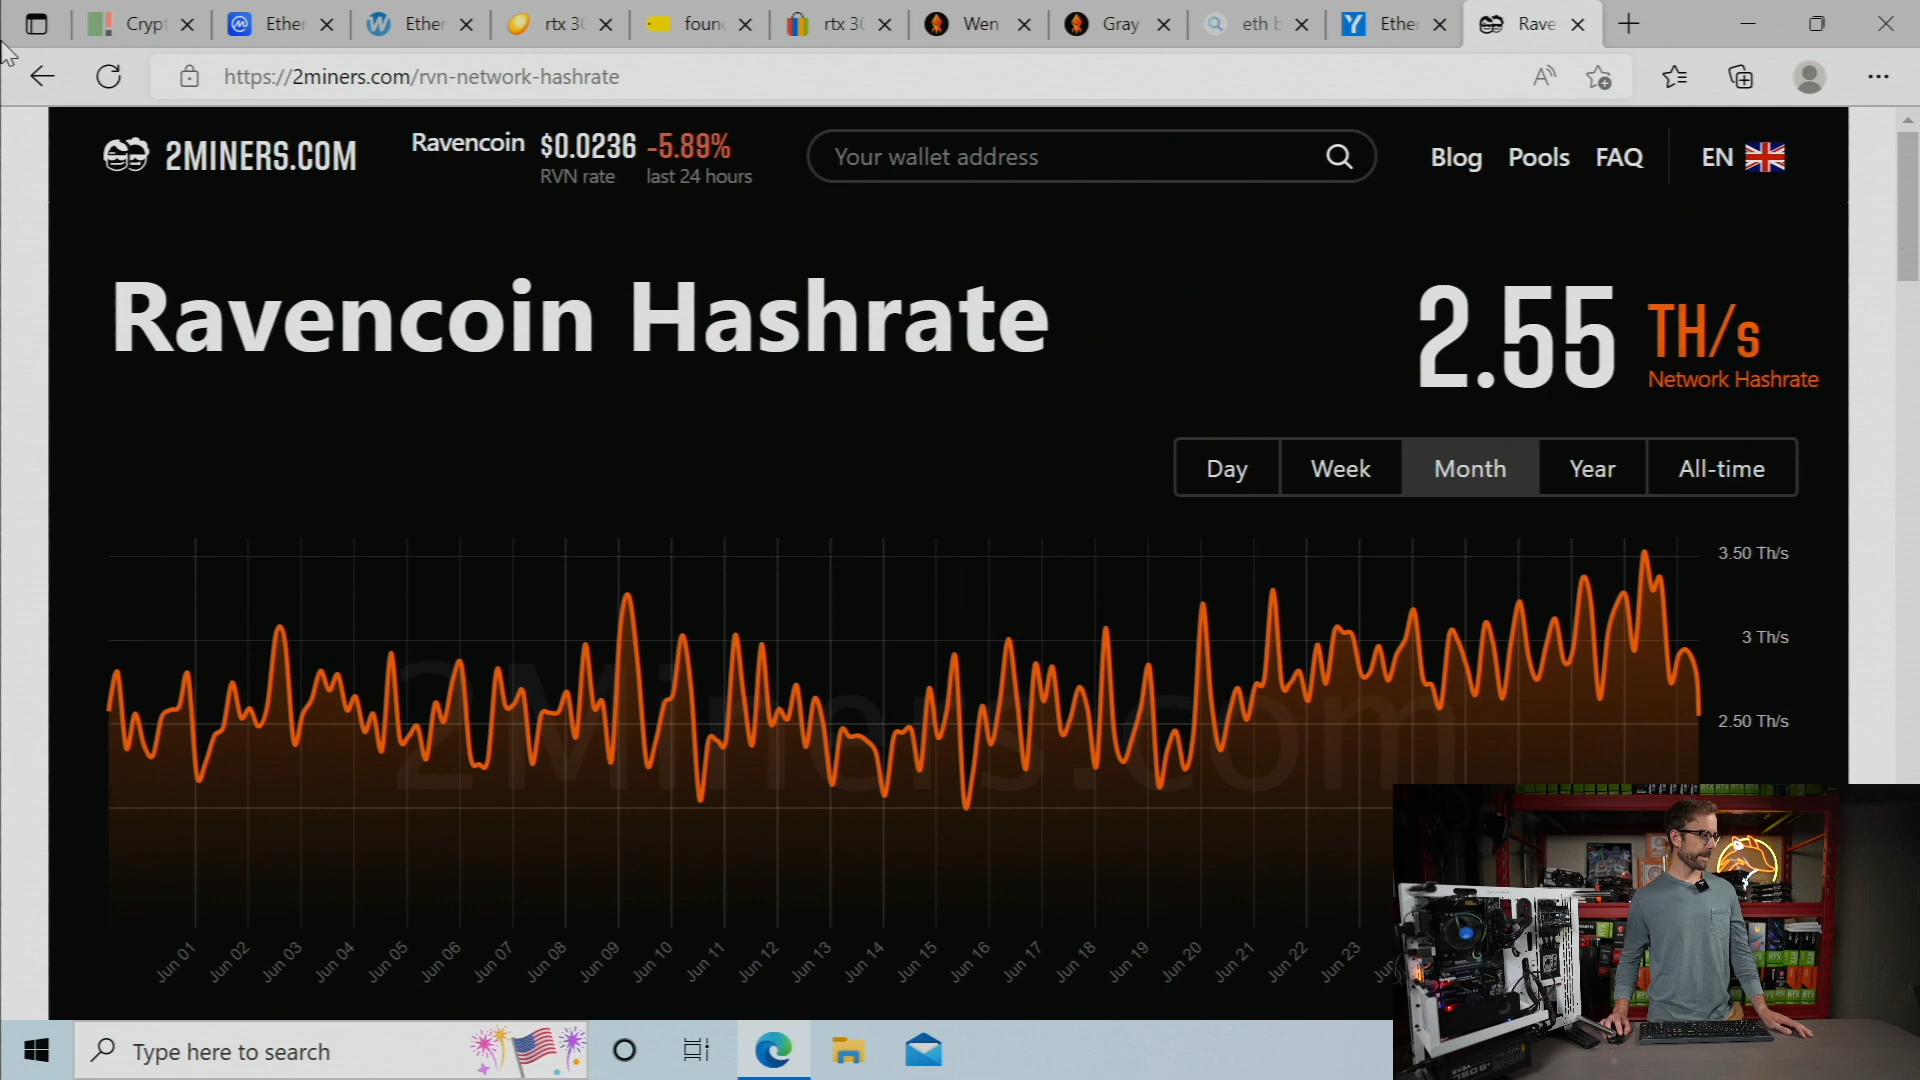 Crypt
Ether
Ether
rtx 30
foun
rtx 30
Wen
Gray
eth b
Ether
Rave
https://2miners.com/rvn-network-hashrate
2MINERS.COM
Ravencoin
$0.0236 -5.89%
RVN rate last 24 hours
Your wallet address
Blog Pools FAQ
EN
Ravencoin Hashrate
2.55 TH/s
Network Hashrate
Day Week Month Year All-time
3.50 Th/s
3 Th/s
2.50 Th/s
2Miners.com
Jun 01 Jun 02 Jun 03 Jun 04 Jun 05 Jun 06 Jun 07 Jun 08 Jun 09 Jun 10 Jun 11 Jun 12 Jun 13 Jun 14 Jun 15 Jun 16 Jun 17 Jun 18 Jun 19 Jun 20 Jun 21 Jun 22 Jun 23
Type here to search